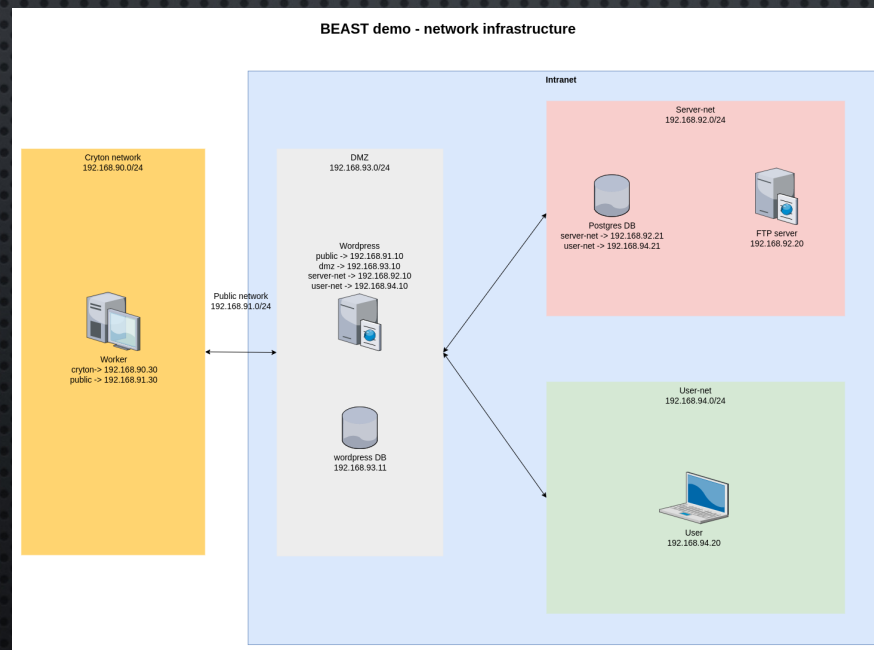 BEAST demo - network infrastructure
Intranet
Server-net
192.168.92.0/24
Cryton network
192.168.90.0/24
DMZ
192.168.93.0/24
Postgres DB
server-net -> 192.168.92.21
user-net -> 192.168.94.21
FTP server
192.168.92.20
Wordpress
public -> 192.168.91.10
dmz -> 192.168.93.10
server-net -> 192.168.92.10
user-net -> 192.168.94.10
Public network
192.168.91.0/24
Worker
cryton-> 192.168.90.30
public -> 192.168.91.30
User-net
192.168.94.0/24
wordpress DB
192.168.93.11
User
192.168.94.20